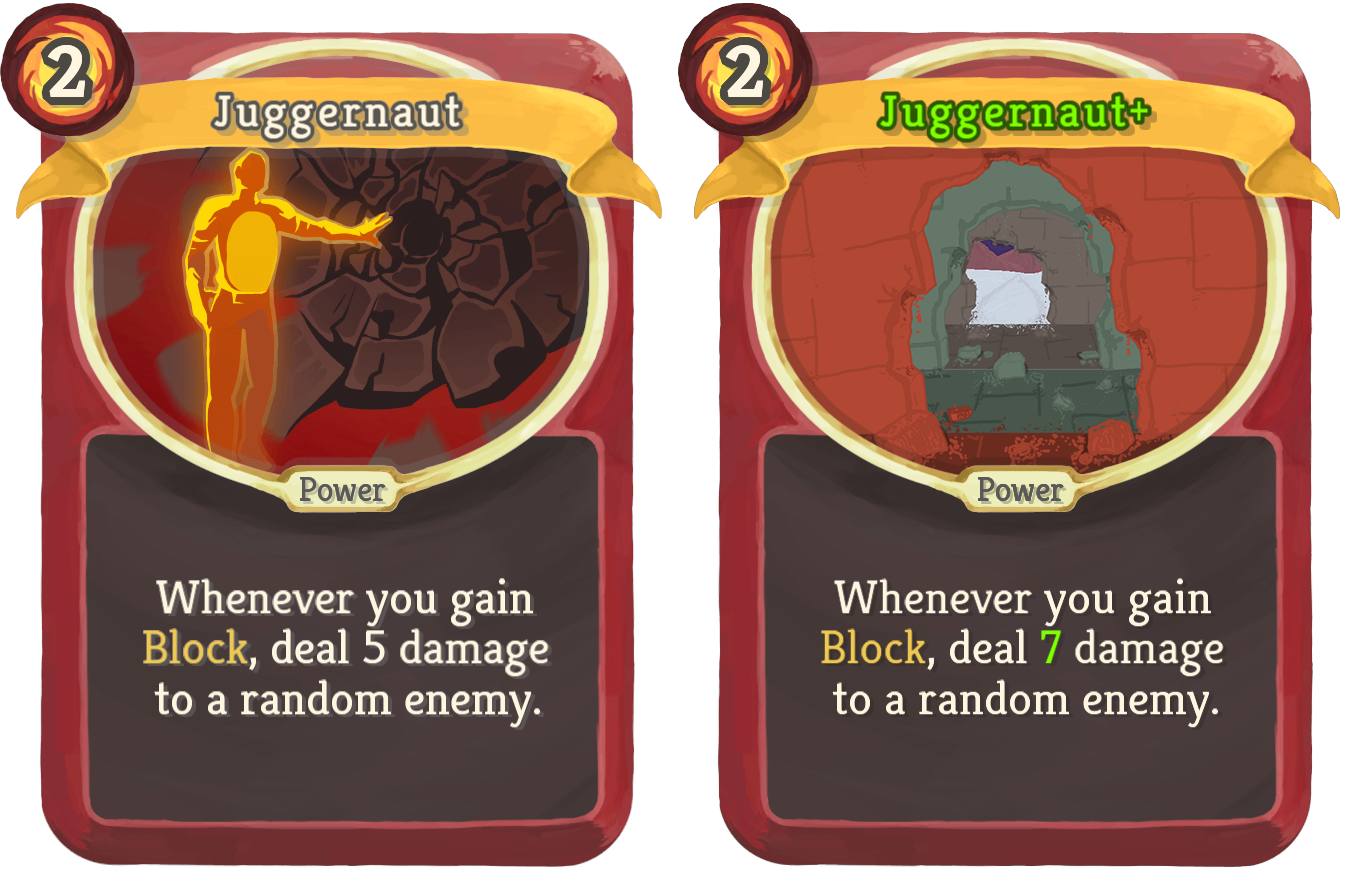 2
Juggernaut
Power
Whenever you gain
Block, deal 5 damage
to a random enemy.
2
Juggernaut+
Power
Whenever you gain
Block, deal 7 damage
to a random enemy.